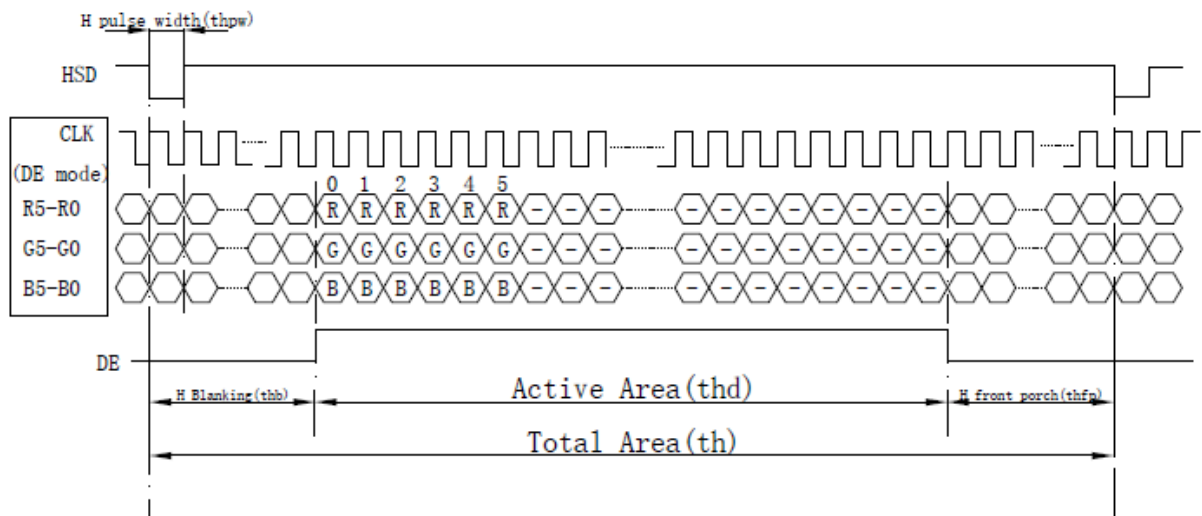 H pulse width(thpw)
HSD
CLK
(DE mode)
0 1 2 3 4 5
R5-R0 R R R R R R - - - - - - - - - - -
G5-G0 G G G G G G - - - - - - - - - - -
B5-B0 B B B B B B - - - - - - - - - - -
DE
H Blanking(thb) Active Area(thd) H front porch(thfp)
Total Area(th)